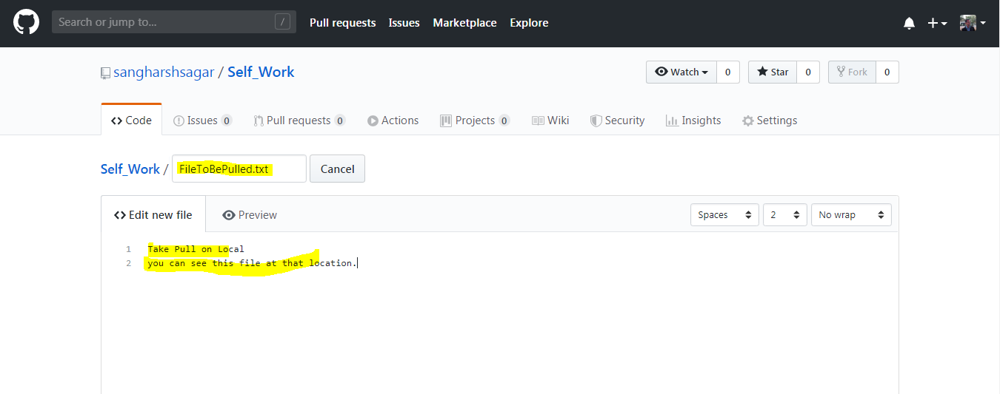 Search or jump to... /
Pull requests Issues Marketplace Explore
sangharshsagar / Self_Work
Watch 0 Star 0 Fork 0
Code Issues 0 Pull requests 0 Actions Projects 0 Wiki Security Insights Settings
Self_Work / FileToBePulled.txt Cancel
Edit new file Preview Spaces 2 No wrap
1 Take Pull on Local
2 you can see this file at that location.